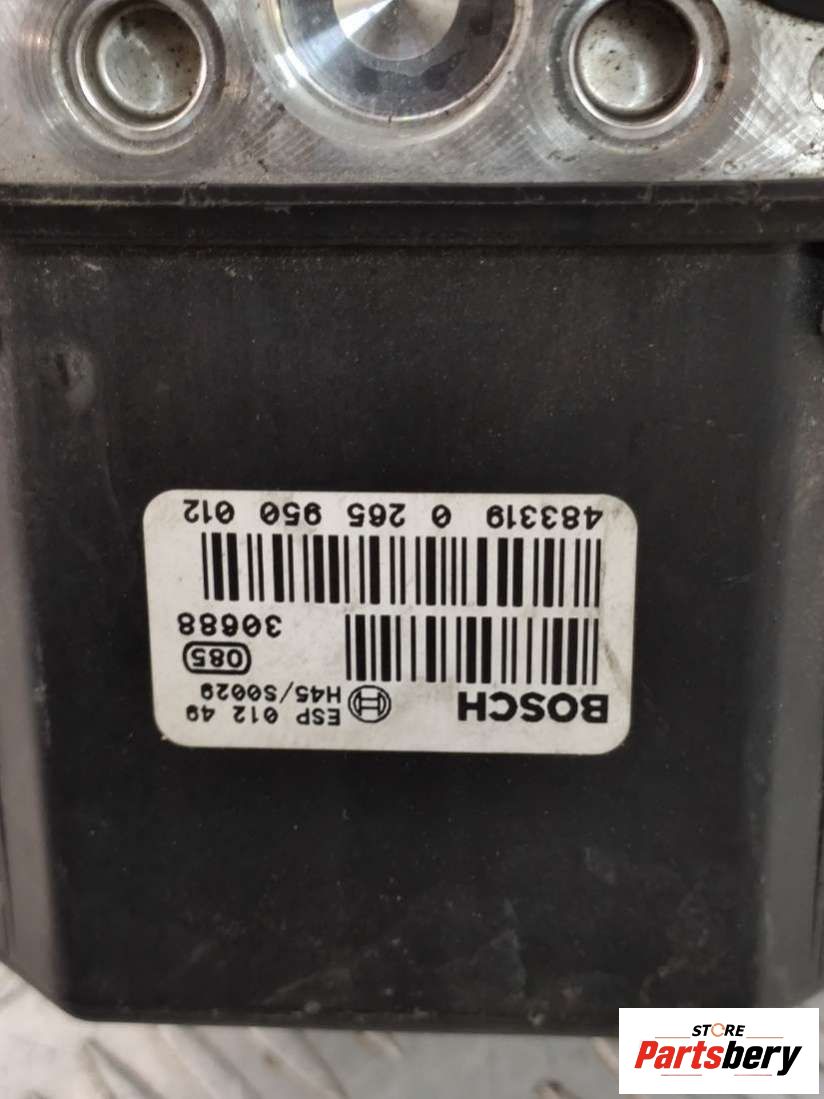 BOSCH
ESP 012 49
H45/S0029
085
30688
483319 0 265 950 012
STORE
Partsbery